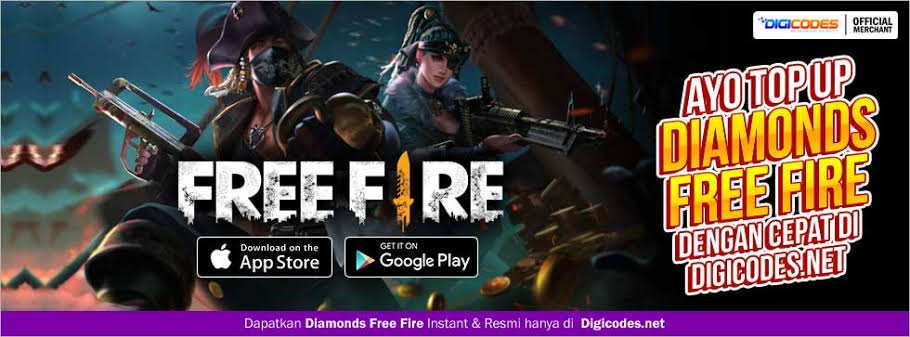 DIGICODES
OFFICIAL
MERCHANT
AYO TOP UP
DIAMONDS
FREE FIRE
DENGAN CEPAT DI
DIGICODES.NET
FREE FIRE
Download on the
App Store
GET IT ON
Google Play
Dapatkan Diamonds Free Fire Instant & Resmi hanya di Digicodes.net